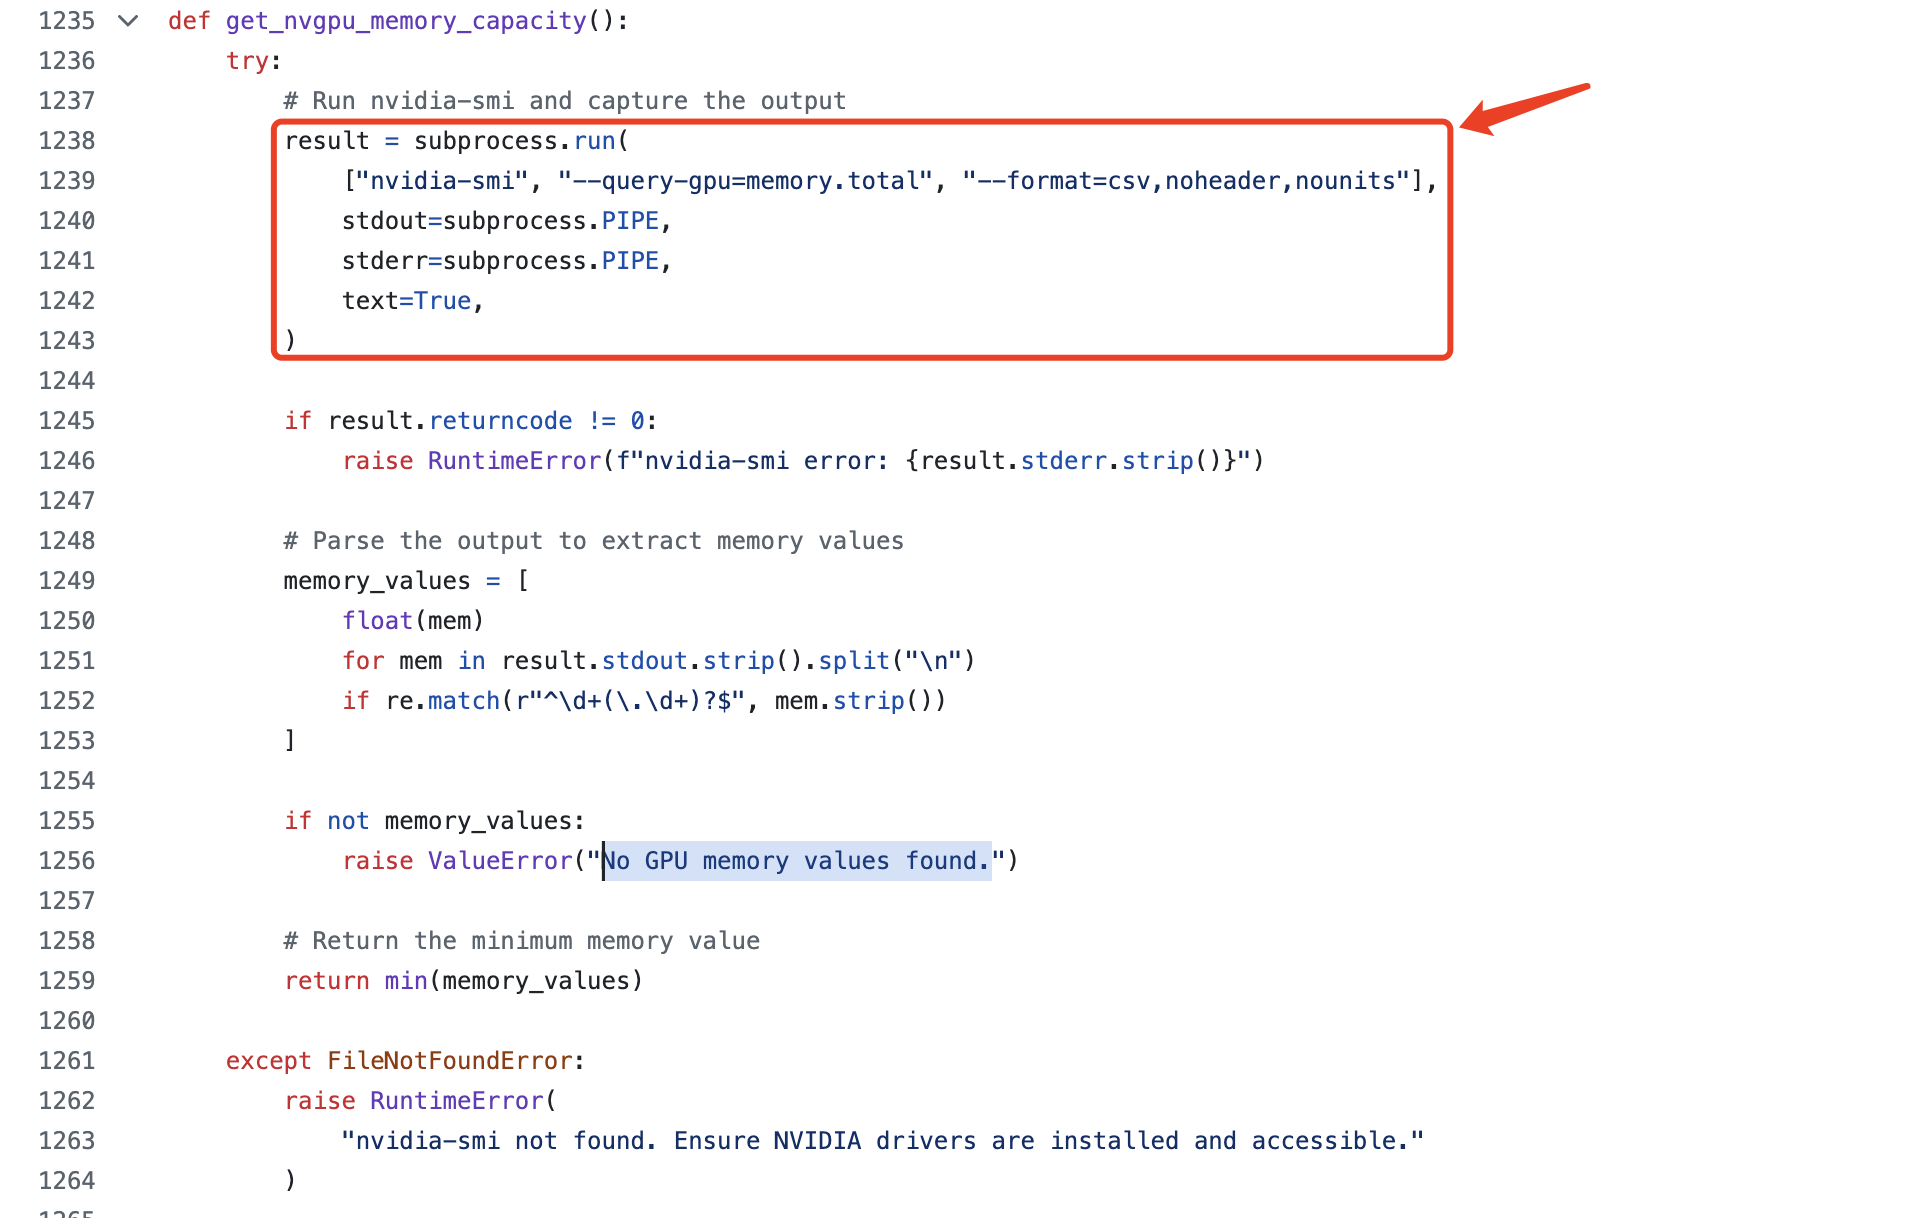 1235 def get_nvgpu_memory_capacity():
1236     try:
1237         # Run nvidia-smi and capture the output
1238         result = subprocess.run(
1239             ["nvidia-smi", "--query-gpu=memory.total", "--format=csv,noheader,nounits"],
1240             stdout=subprocess.PIPE,
1241             stderr=subprocess.PIPE,
1242             text=True,
1243         )
1244
1245         if result.returncode != 0:
1246             raise RuntimeError(f"nvidia-smi error: {result.stderr.strip()}")
1247
1248         # Parse the output to extract memory values
1249         memory_values = [
1250             float(mem)
1251             for mem in result.stdout.strip().split("\n")
1252             if re.match(r"^\d+(\.\d+)?$", mem.strip())
1253         ]
1254
1255         if not memory_values:
1256             raise ValueError("No GPU memory values found.")
1257
1258         # Return the minimum memory value
1259         return min(memory_values)
1260
1261     except FileNotFoundError:
1262         raise RuntimeError(
1263             "nvidia-smi not found. Ensure NVIDIA drivers are installed and accessible."
1264         )
1265